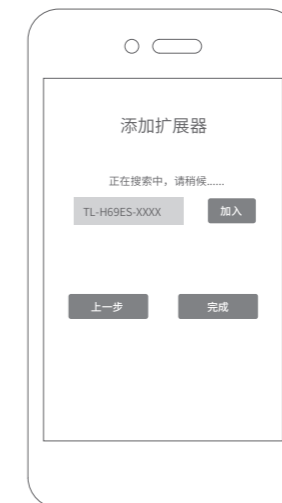 添加扩展器
正在搜索中，请稍候......
TL-H69ES-XXXX 加入
上一步 完成